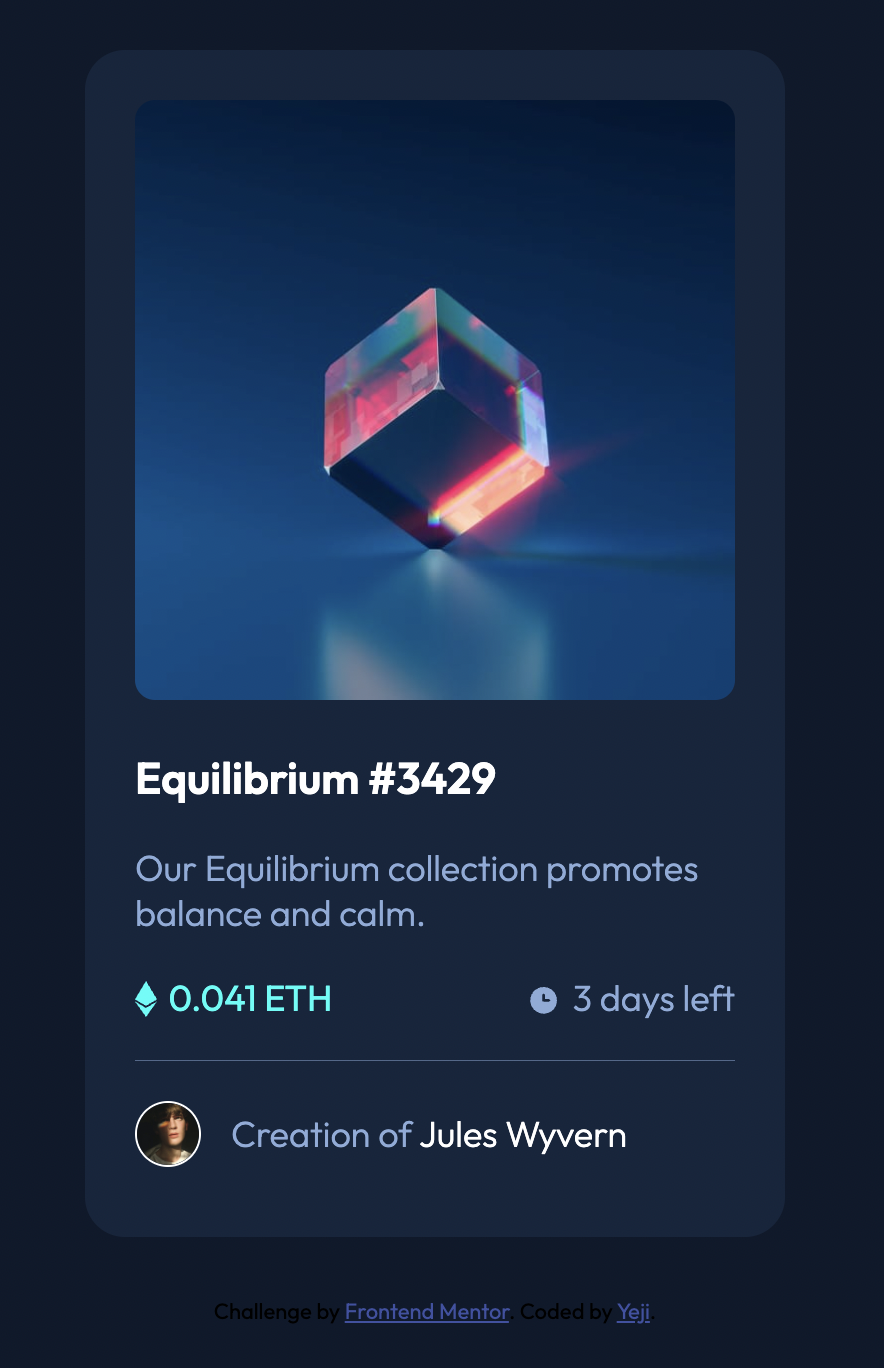 Equilibrium #3429
Our Equilibrium collection promotes
balance and calm.
0.041 ETH
3 days left
Creation of Jules Wyvern
Challenge by Frontend Mentor. Coded by Yeji.